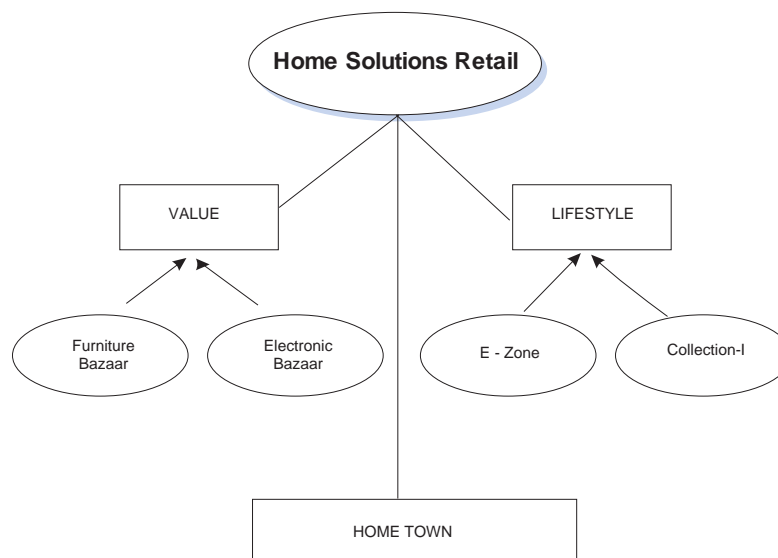 Home Solutions Retail
VALUE
LIFESTYLE
Furniture
Bazaar
Electronic
Bazaar
E - Zone
Collection-I
HOME TOWN